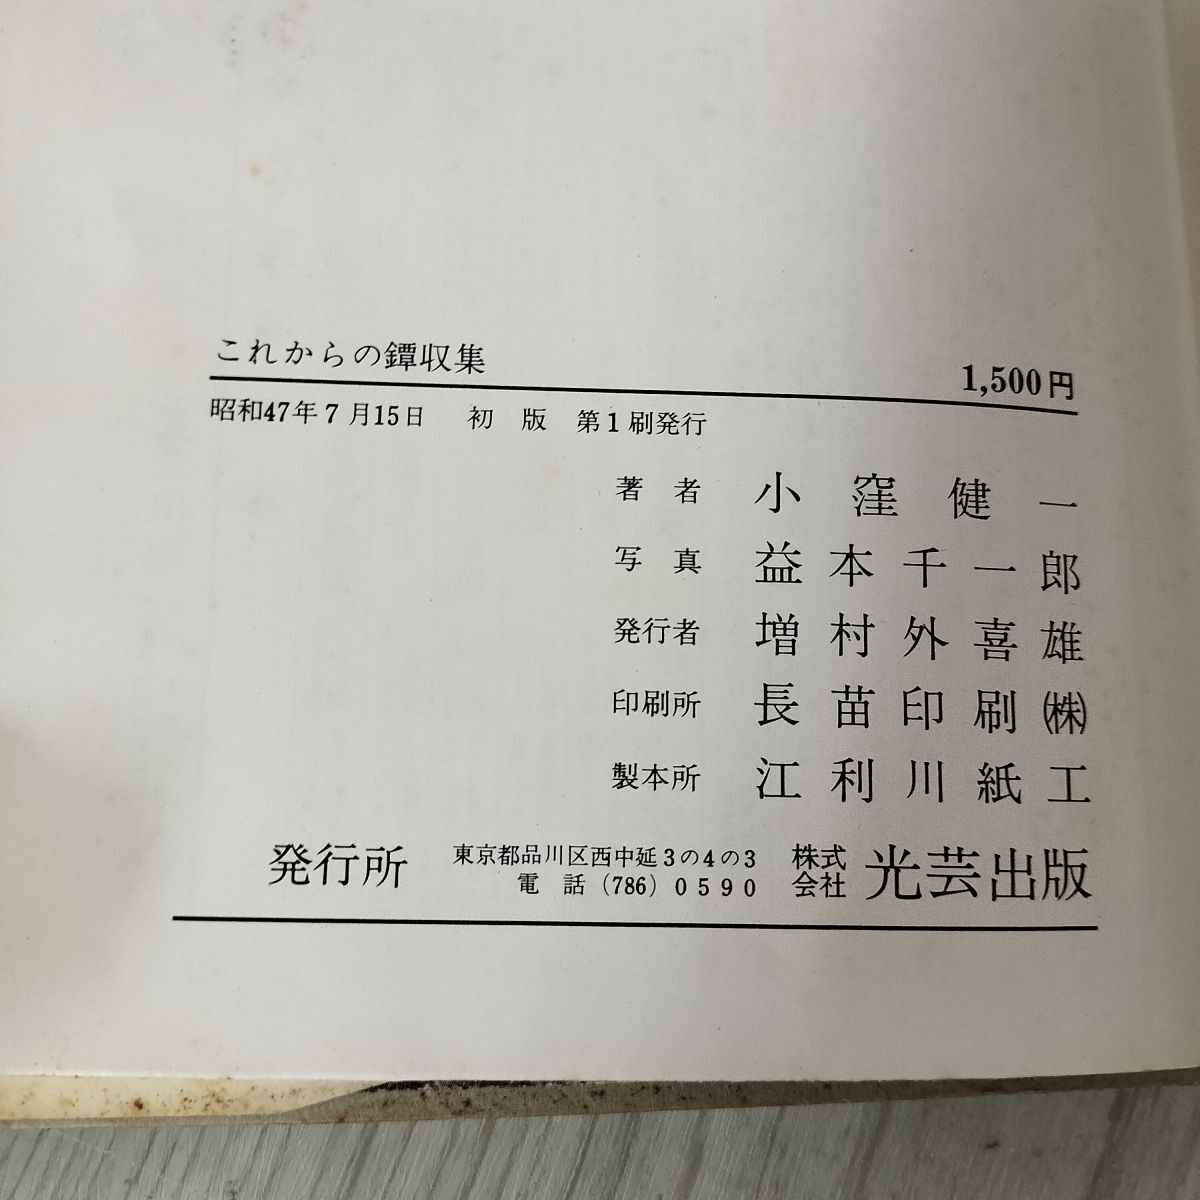 これからの鐔収集
1,500円
昭和47年7月15日 初版 第1刷発行
著者 小窪健一
写真 益本千一郎
発行者 増村外喜雄
印刷所 長苗印刷㈱
製本所 江利川紙工
発行所 東京都品川区西中延3の4の3 株式会社 光芸出版
電話(786)0590